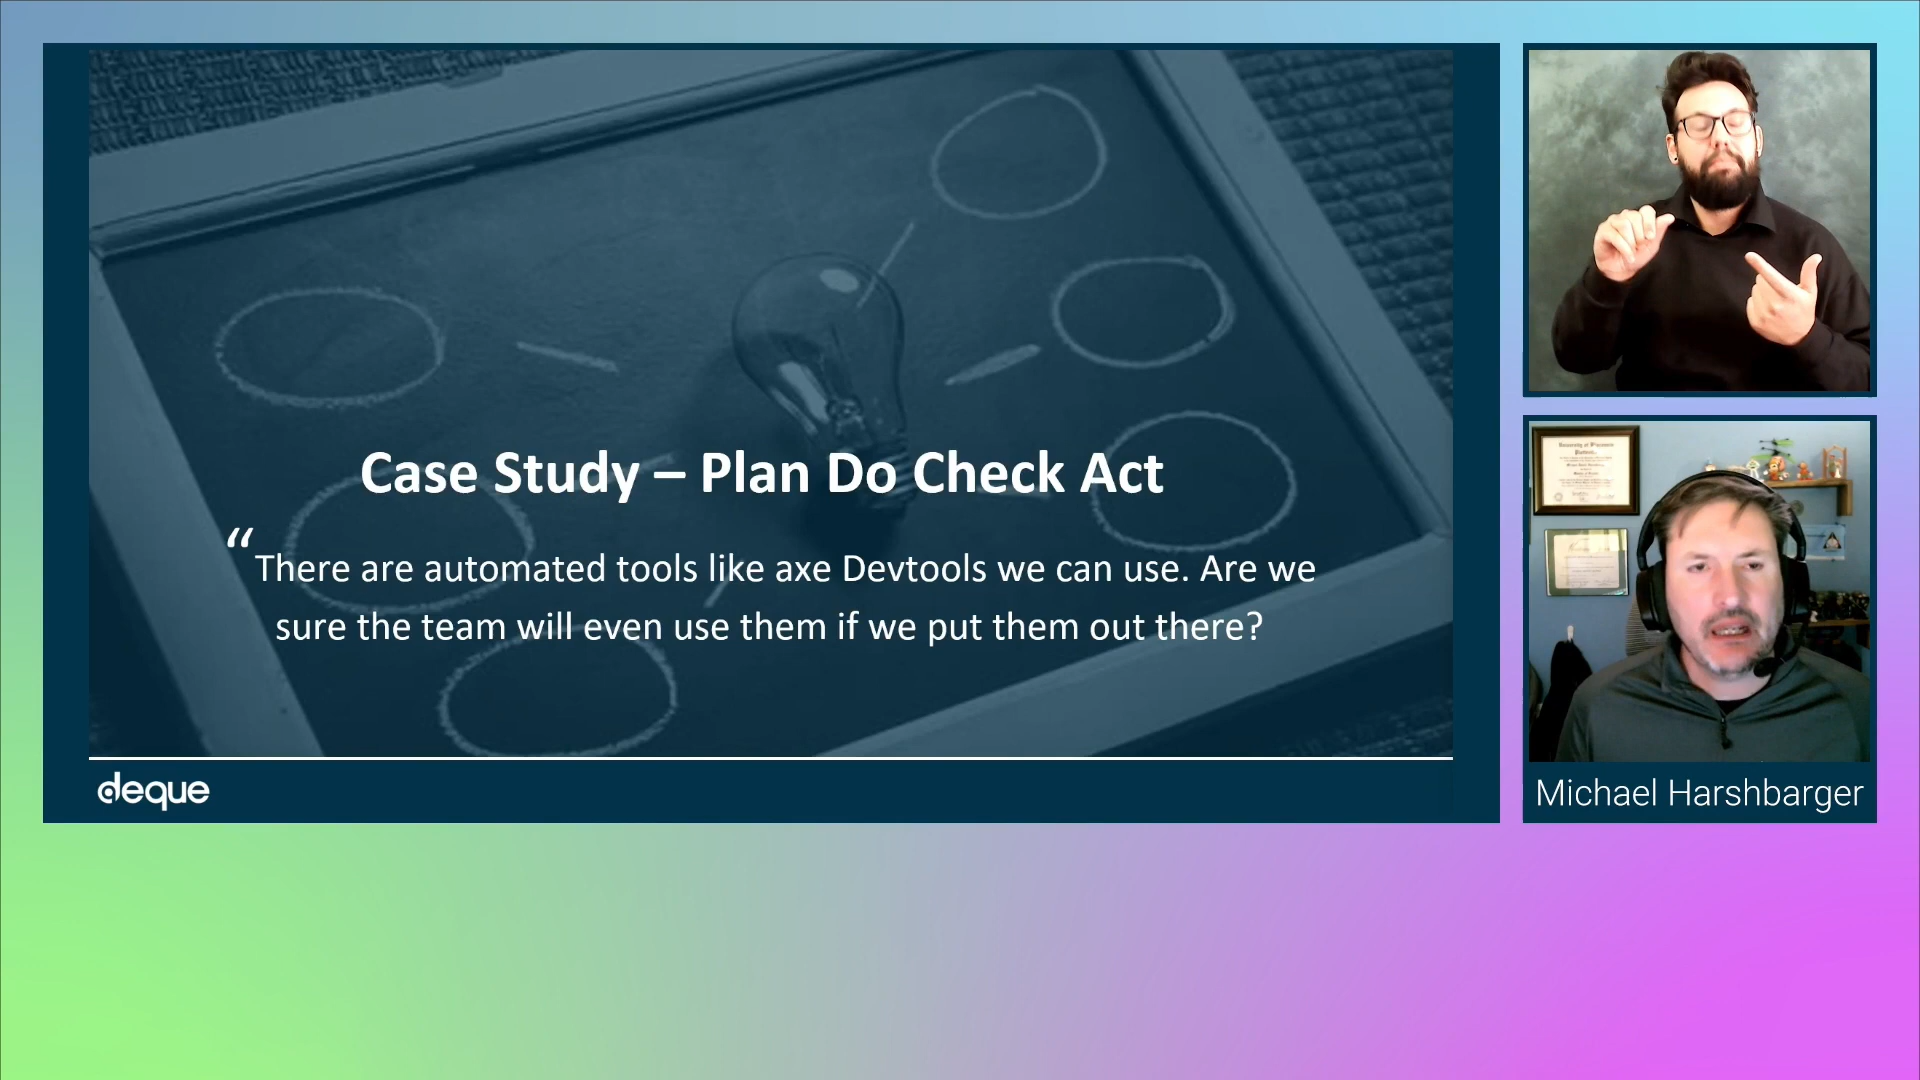 Case Study – Plan Do Check Act
“There are automated tools like axe Devtools we can use. Are we
sure the team will even use them if we put them out there?
deque
Michael Harshbarger